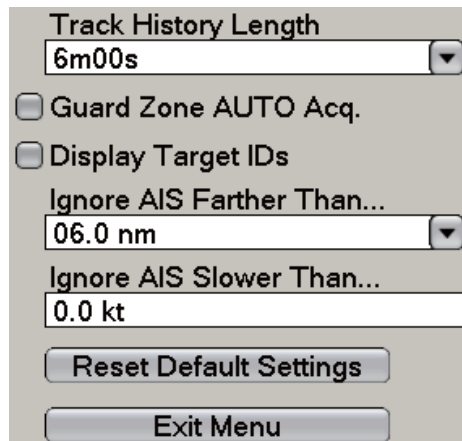 Track History Length
6m00s
Guard Zone AUTO Acq.
Display Target IDs
Ignore AIS Farther Than...
06.0 nm
Ignore AIS Slower Than...
0.0 kt
Reset Default Settings
Exit Menu